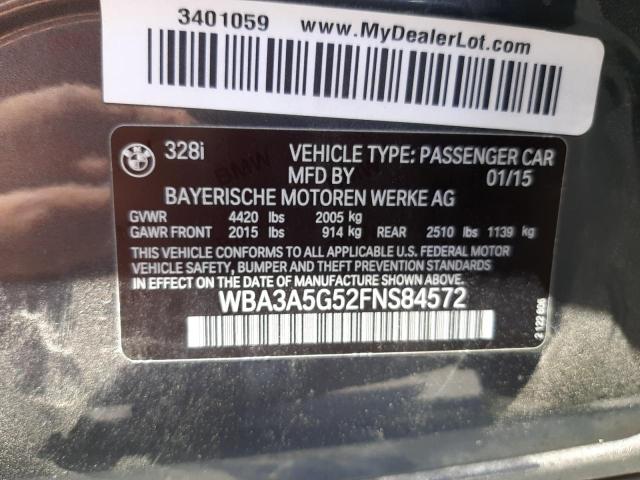 3401059 www.MyDealerLot.com
328i VEHICLE TYPE: PASSENGER CAR
MFD BY 01/15
BAYERISCHE MOTOREN WERKE AG
GVWR 4420 lbs 2005 kg
GAWR FRONT 2015 lbs 914 kg REAR 2510 lbs 1139 kg
THIS VEHICLE CONFORMS TO ALL APPLICABLE U.S. FEDERAL MOTOR
VEHICLE SAFETY, BUMPER AND THEFT PREVENTION STANDARDS
IN EFFECT ON THE DATE OF MANUFACTURE SHOWN ABOVE.
WBA3A5G52FNS84572
2 122 606